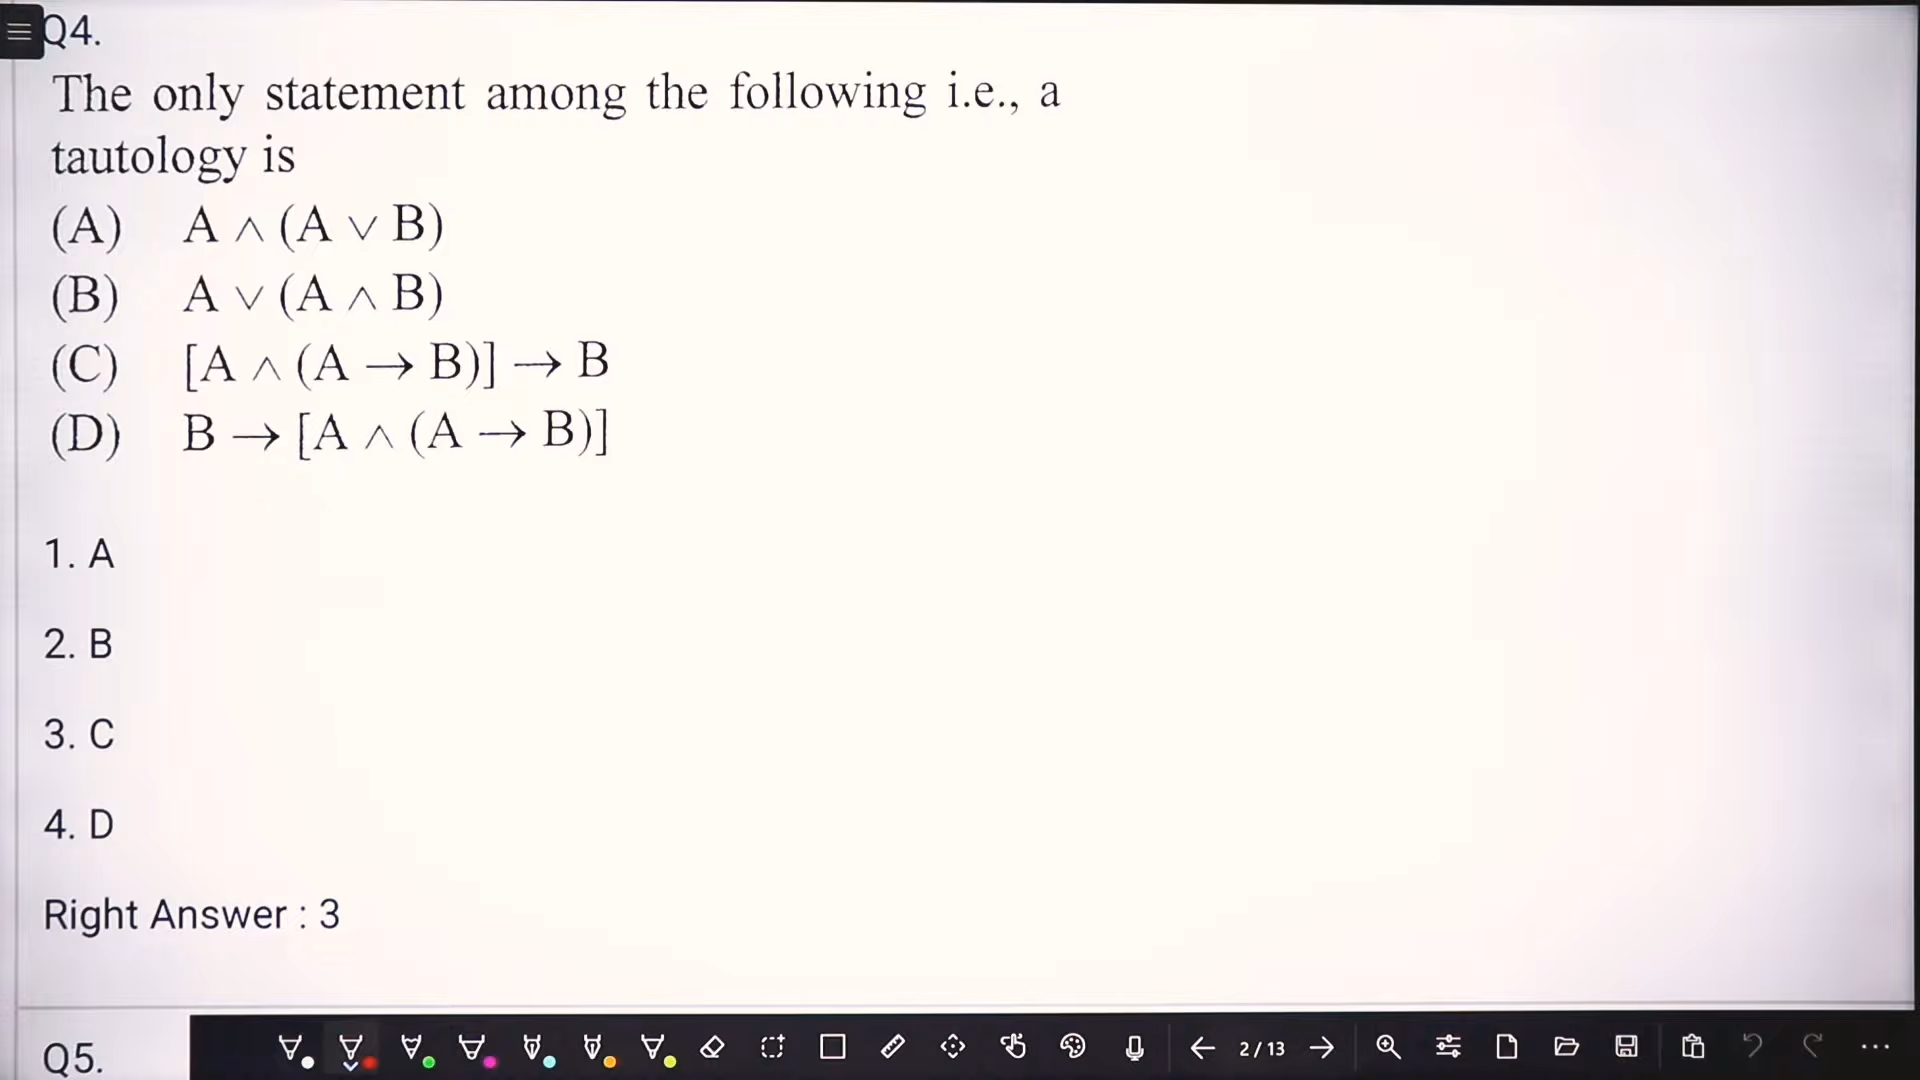 Q4.
The only statement among the following i.e., a
tautology is
(A) A ∧ (A ∨ B)
(B) A ∨ (A ∧ B)
(C) [A ∧ (A → B)] → B
(D) B → [A ∧ (A → B)]
1. A
2. B
3. C
4. D
Right Answer : 3
Q5.
2 / 13